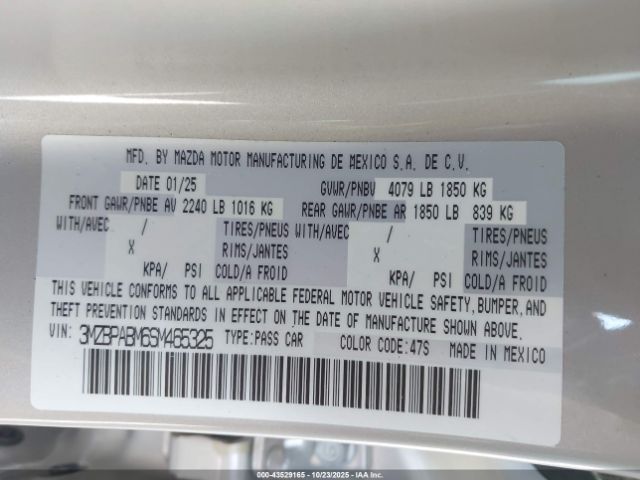 MFD. BY MAZDA MOTOR MANUFACTURING DE MEXICO S.A. DE C.V.
DATE 01/25 GVWR/PNBV 4079 LB 1850 KG
FRONT GAWR/PNBE AV 2240 LB 1016 KG REAR GAWR/PNBE AR 1850 LB 839 KG
WITH/AVEC / TIRES/PNEUS WITH/AVEC / TIRES/PNEUS
X RIMS/JANTES X RIMS/JANTES
KPA/ PSI COLD/A FROID KPA/ PSI COLD/A FROID
THIS VEHICLE CONFORMS TO ALL APPLICABLE FEDERAL MOTOR VEHICLE SAFETY, BUMPER, AND
THEFT PREVENTION STANDARDS IN EFFECT ON THE DATE OF MANUFACTURE SHOWN ABOVE.
VIN: 3MZBPABM6SM465325 TYPE: PASS CAR COLOR CODE: 47S MADE IN MEXICO
000-43529165 - 10/23/2025 - COPART